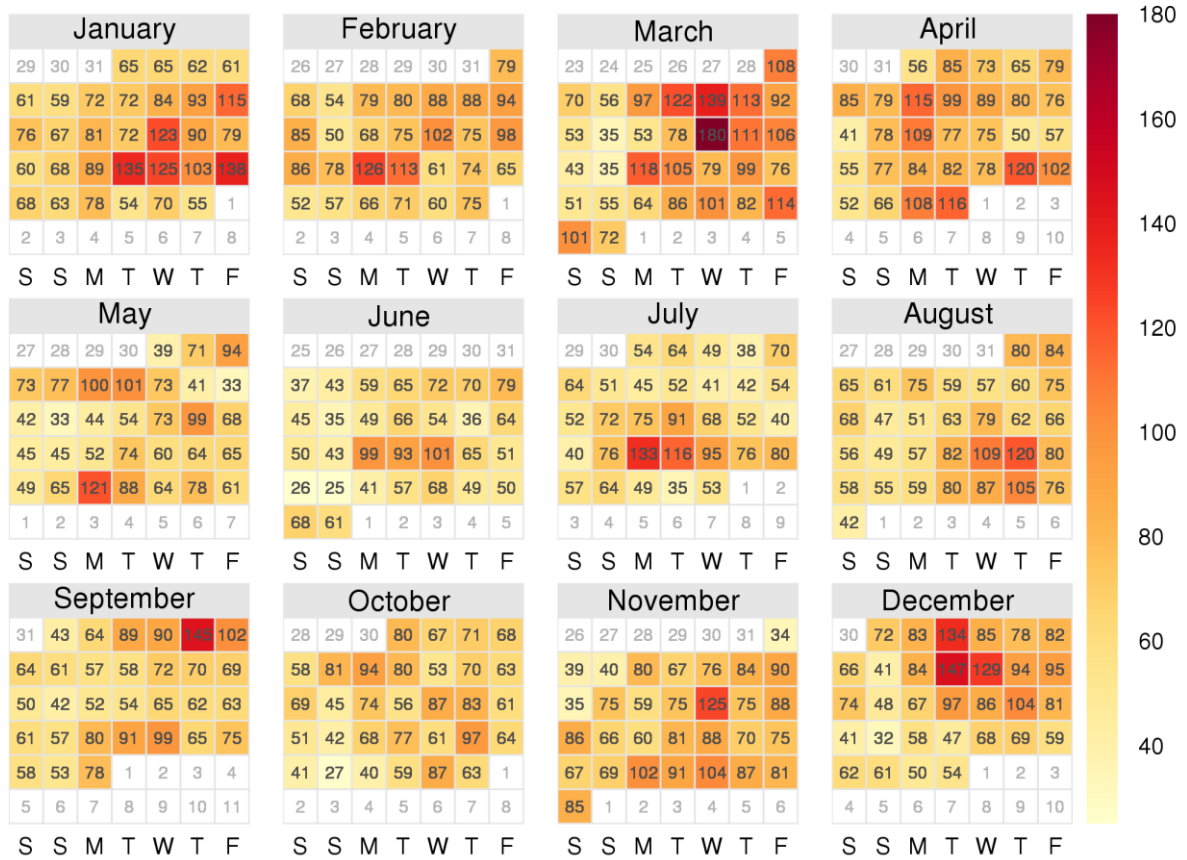 January February March April
29 30 31 65 65 62 61 26 27 28 29 30 31 79 23 24 25 26 27 28 108 30 31 56 85 73 65 79
61 59 72 72 84 93 115 68 54 79 80 88 88 94 70 56 97 122 139 113 92 85 79 115 99 89 80 76
76 67 81 72 123 90 79 85 50 68 75 102 75 98 53 35 53 78 180 111 106 41 78 109 77 75 50 57
60 68 89 135 125 103 138 86 78 126 113 61 74 65 43 35 118 105 79 99 76 55 77 84 82 78 120 102
68 63 78 54 70 55 1 52 57 66 71 60 75 1 51 55 64 86 101 82 114 52 66 108 116 1 2 3
2 3 4 5 6 7 8 2 3 4 5 6 7 8 101 72 1 2 3 4 5 4 5 6 7 8 9 10
S S M T W T F S S M T W T F S S M T W T F S S M T W T F
May June July August
27 28 29 30 39 71 94 25 26 27 28 29 30 31 29 30 54 64 49 38 70 27 28 29 30 31 80 84
73 77 100 101 73 41 33 37 43 59 65 72 70 79 64 51 45 52 41 42 54 65 61 75 59 57 60 75
42 33 44 54 73 99 68 45 35 49 66 54 36 64 52 72 75 91 68 52 40 68 47 51 63 79 62 66
45 45 52 74 60 64 65 50 43 99 93 101 65 51 40 76 133 116 95 76 80 56 49 57 82 109 120 80
49 65 121 88 64 78 61 26 25 41 57 68 49 50 57 64 49 35 53 1 2 58 55 59 80 87 105 76
1 2 3 4 5 6 7 68 61 1 2 3 4 5 3 4 5 6 7 8 9 42 1 2 3 4 5 6
S S M T W T F S S M T W T F S S M T W T F S S M T W T F
September October November December
31 43 64 89 90 145 102 28 29 30 80 67 71 68 26 27 28 29 30 31 34 30 72 83 134 85 78 82
64 61 57 58 72 70 69 58 81 94 80 53 70 63 39 40 80 67 76 84 90 66 41 84 147 129 94 95
50 42 52 54 65 62 63 69 45 74 56 87 83 61 35 75 59 75 125 75 88 74 48 67 97 86 104 81
61 57 80 91 99 65 75 51 42 68 77 61 97 64 86 66 60 81 88 70 75 41 32 58 47 68 69 59
58 53 78 1 2 3 4 41 27 40 59 87 63 1 67 69 102 91 104 87 81 62 61 50 54 1 2 3
5 6 7 8 9 10 11 2 3 4 5 6 7 8 85 1 2 3 4 5 6 4 5 6 7 8 9 10
S S M T W T F S S M T W T F S S M T W T F S S M T W T F
180
160
140
120
100
80
60
40